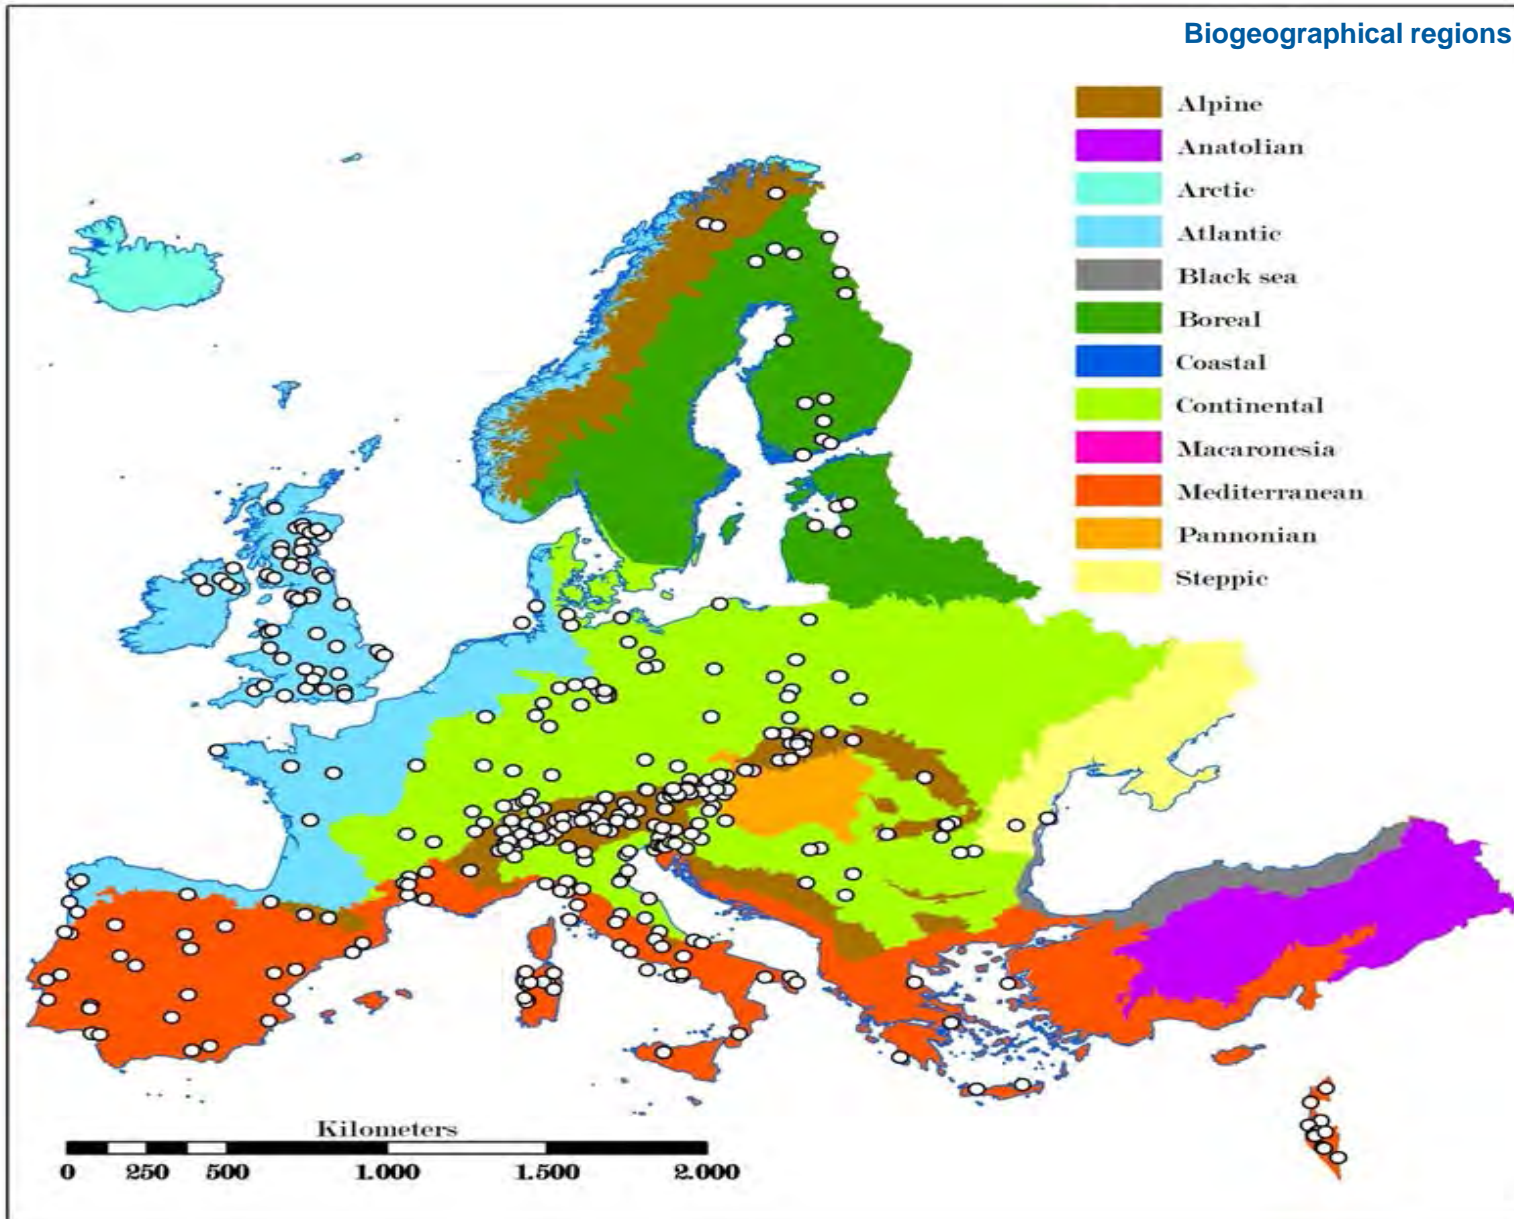 Biogeographical regions
Alpine
Anatolian
Arctic
Atlantic
Black sea
Boreal
Coastal
Continental
Macaronesia
Mediterranean
Pannonian
Steppic
Kilometers
0 250 500 1.000 1.500 2.000